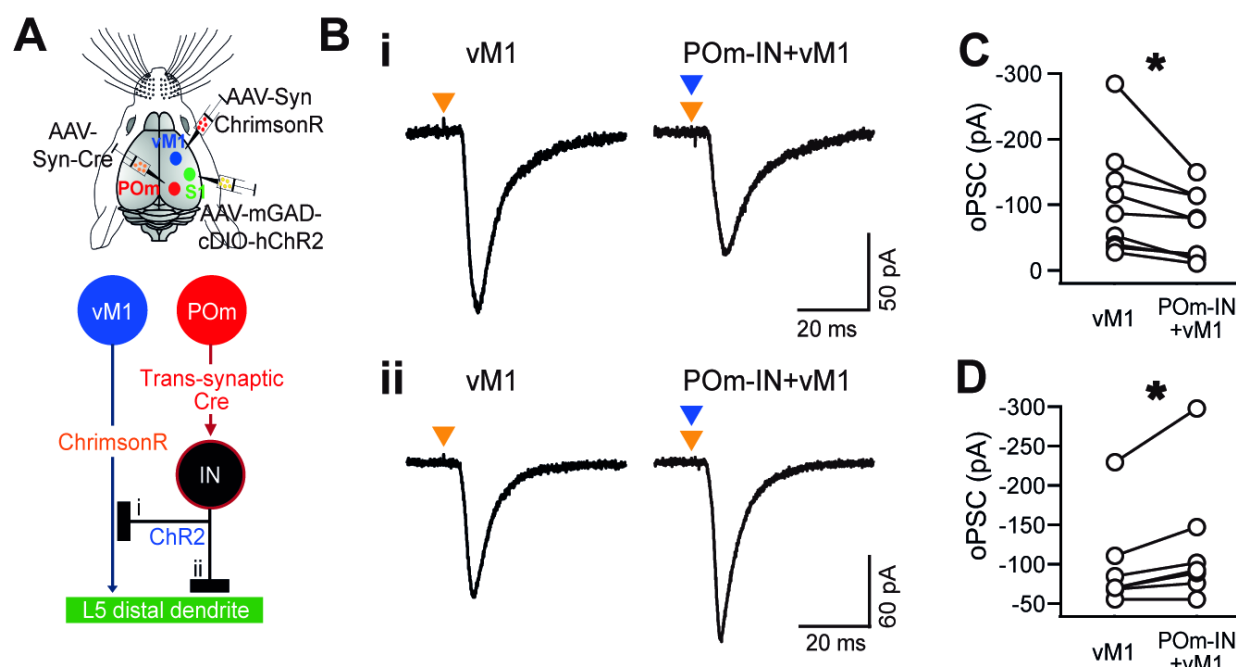 A
AAV-Syn
ChrimsonR
AAV-
Syn-Cre
vM1
POm
S1
AAV-mGAD-
cDIO-hChR2
vM1
POm
Trans-synaptic
Cre
ChrimsonR
IN
i
ChR2
ii
L5 distal dendrite
B
i
vM1
POm-IN+vM1
50 pA
20 ms
ii
vM1
POm-IN+vM1
60 pA
20 ms
C
*
oPSC (pA)
-300
-200
-100
0
vM1
POm-IN
+vM1
D
*
oPSC (pA)
-300
-250
-200
-150
-100
-50
vM1
POm-IN
+vM1